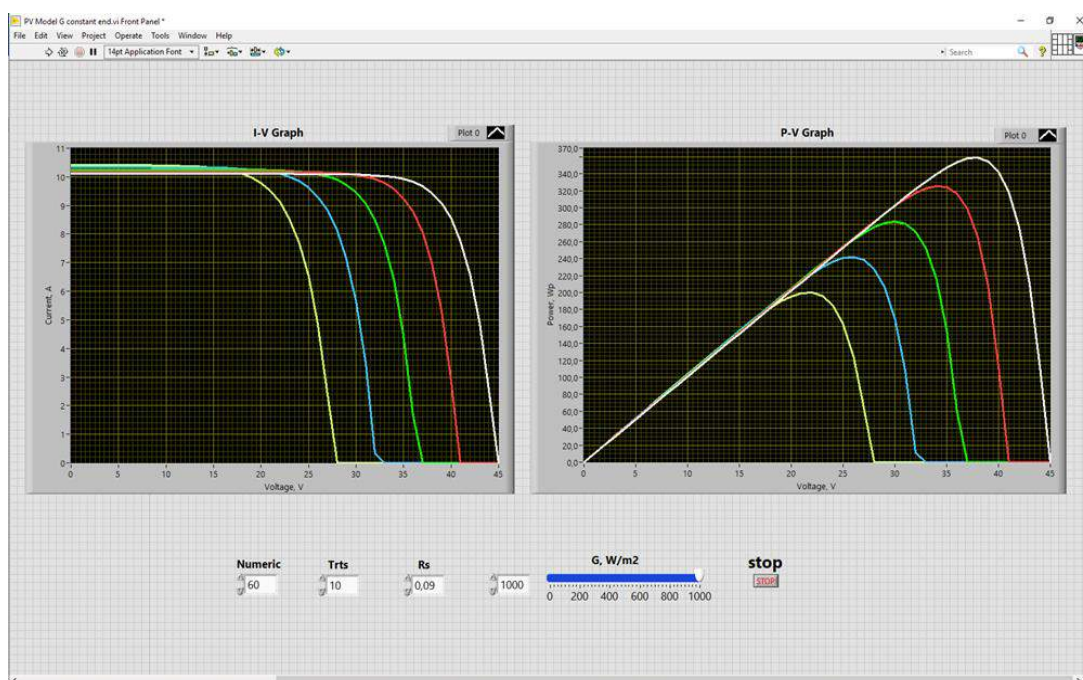 PV Model G constant end.vi Front Panel *
File Edit View Project Operate Tools Window Help
14pt Application Font
Search
I-V Graph
Plot 0
Current, A
11
10
9
8
7
6
5
4
3
2
1
0
0 5 10 15 20 25 30 35 40 45
Voltage, V
P-V Graph
Plot 0
Power, Wp
370,0
340,0
320,0
300,0
280,0
260,0
240,0
220,0
200,0
180,0
160,0
140,0
120,0
100,0
80,0
60,0
40,0
20,0
0,0
0 5 10 15 20 25 30 35 40 45
Voltage, V
Numeric Trts Rs G, W/m2 stop
60 10 0,09 1000 STOP
0 200 400 600 800 1000